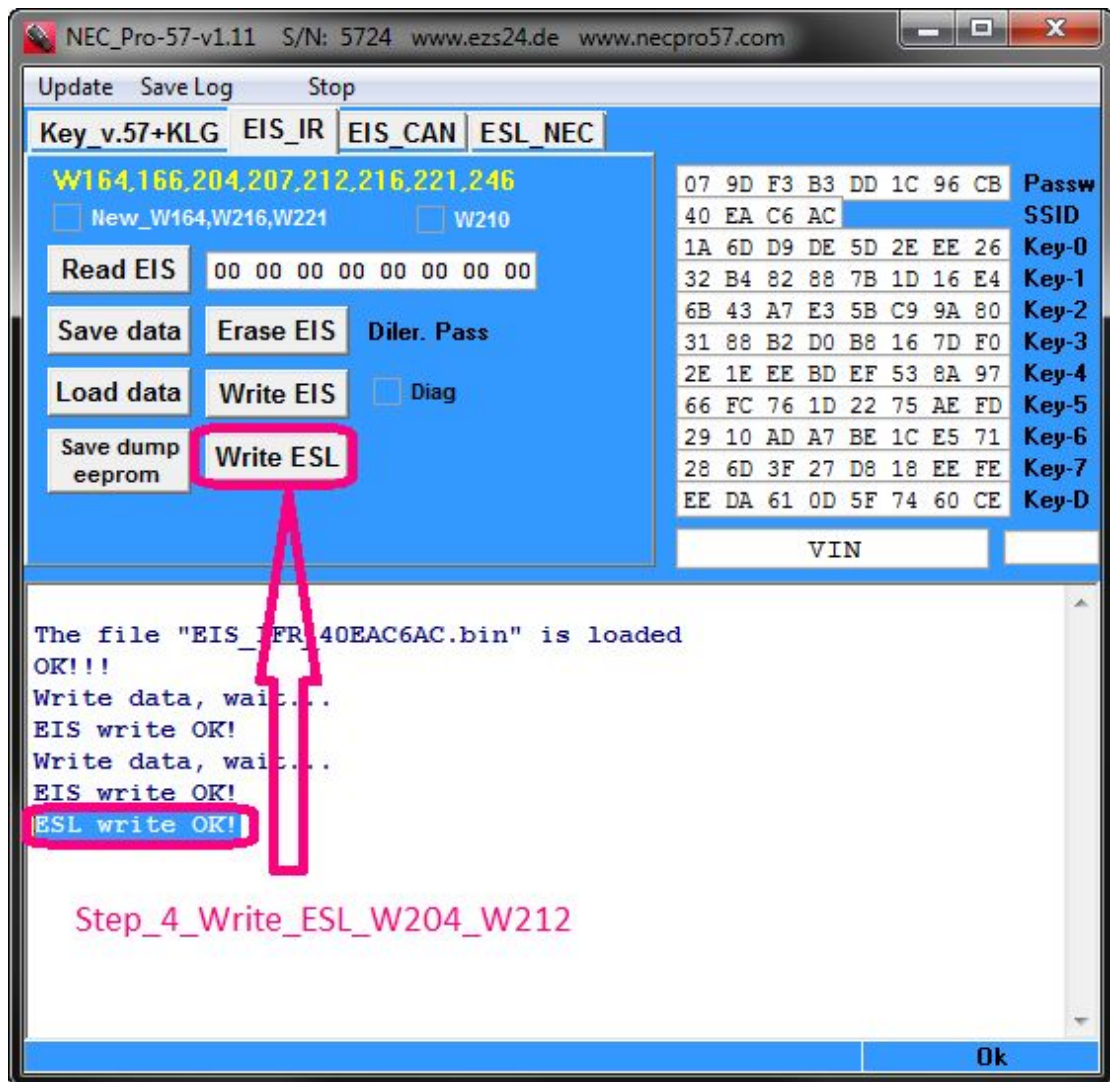 NEC_Pro-57-v1.11 S/N: 5724 www.ezs24.de www.necpro57.com
Update Save Log Stop
Key_v.57+KLG EIS_IR EIS_CAN ESL_NEC
W164,166,204,207,212,216,221,246
New_W164,W216,W221 W210
Read EIS 00 00 00 00 00 00 00 00
Save data Erase EIS Diler. Pass
Load data Write EIS Diag
Save dump
eeprom
Write ESL
07 9D F3 B3 DD 1C 96 CB Passw
40 EA C6 AC SSID
1A 6D D9 DE 5D 2E EE 26 Key-0
32 B4 82 88 7B 1D 16 E4 Key-1
6B 43 A7 E3 5B C9 9A 80 Key-2
31 88 B2 D0 B8 16 7D F0 Key-3
2E 1E EE BD EF 53 8A 97 Key-4
66 FC 76 1D 22 75 AE FD Key-5
29 10 AD A7 BE 1C E5 71 Key-6
28 6D 3F 27 D8 18 EE FE Key-7
EE DA 61 0D 5F 74 60 CE Key-D
VIN
The file "EIS_IFR_40EAC6AC.bin" is loaded
OK!!!
Write data, wait...
EIS write OK!
Write data, wait...
EIS write OK!
ESL write OK!
Step_4_Write_ESL_W204_W212
Ok